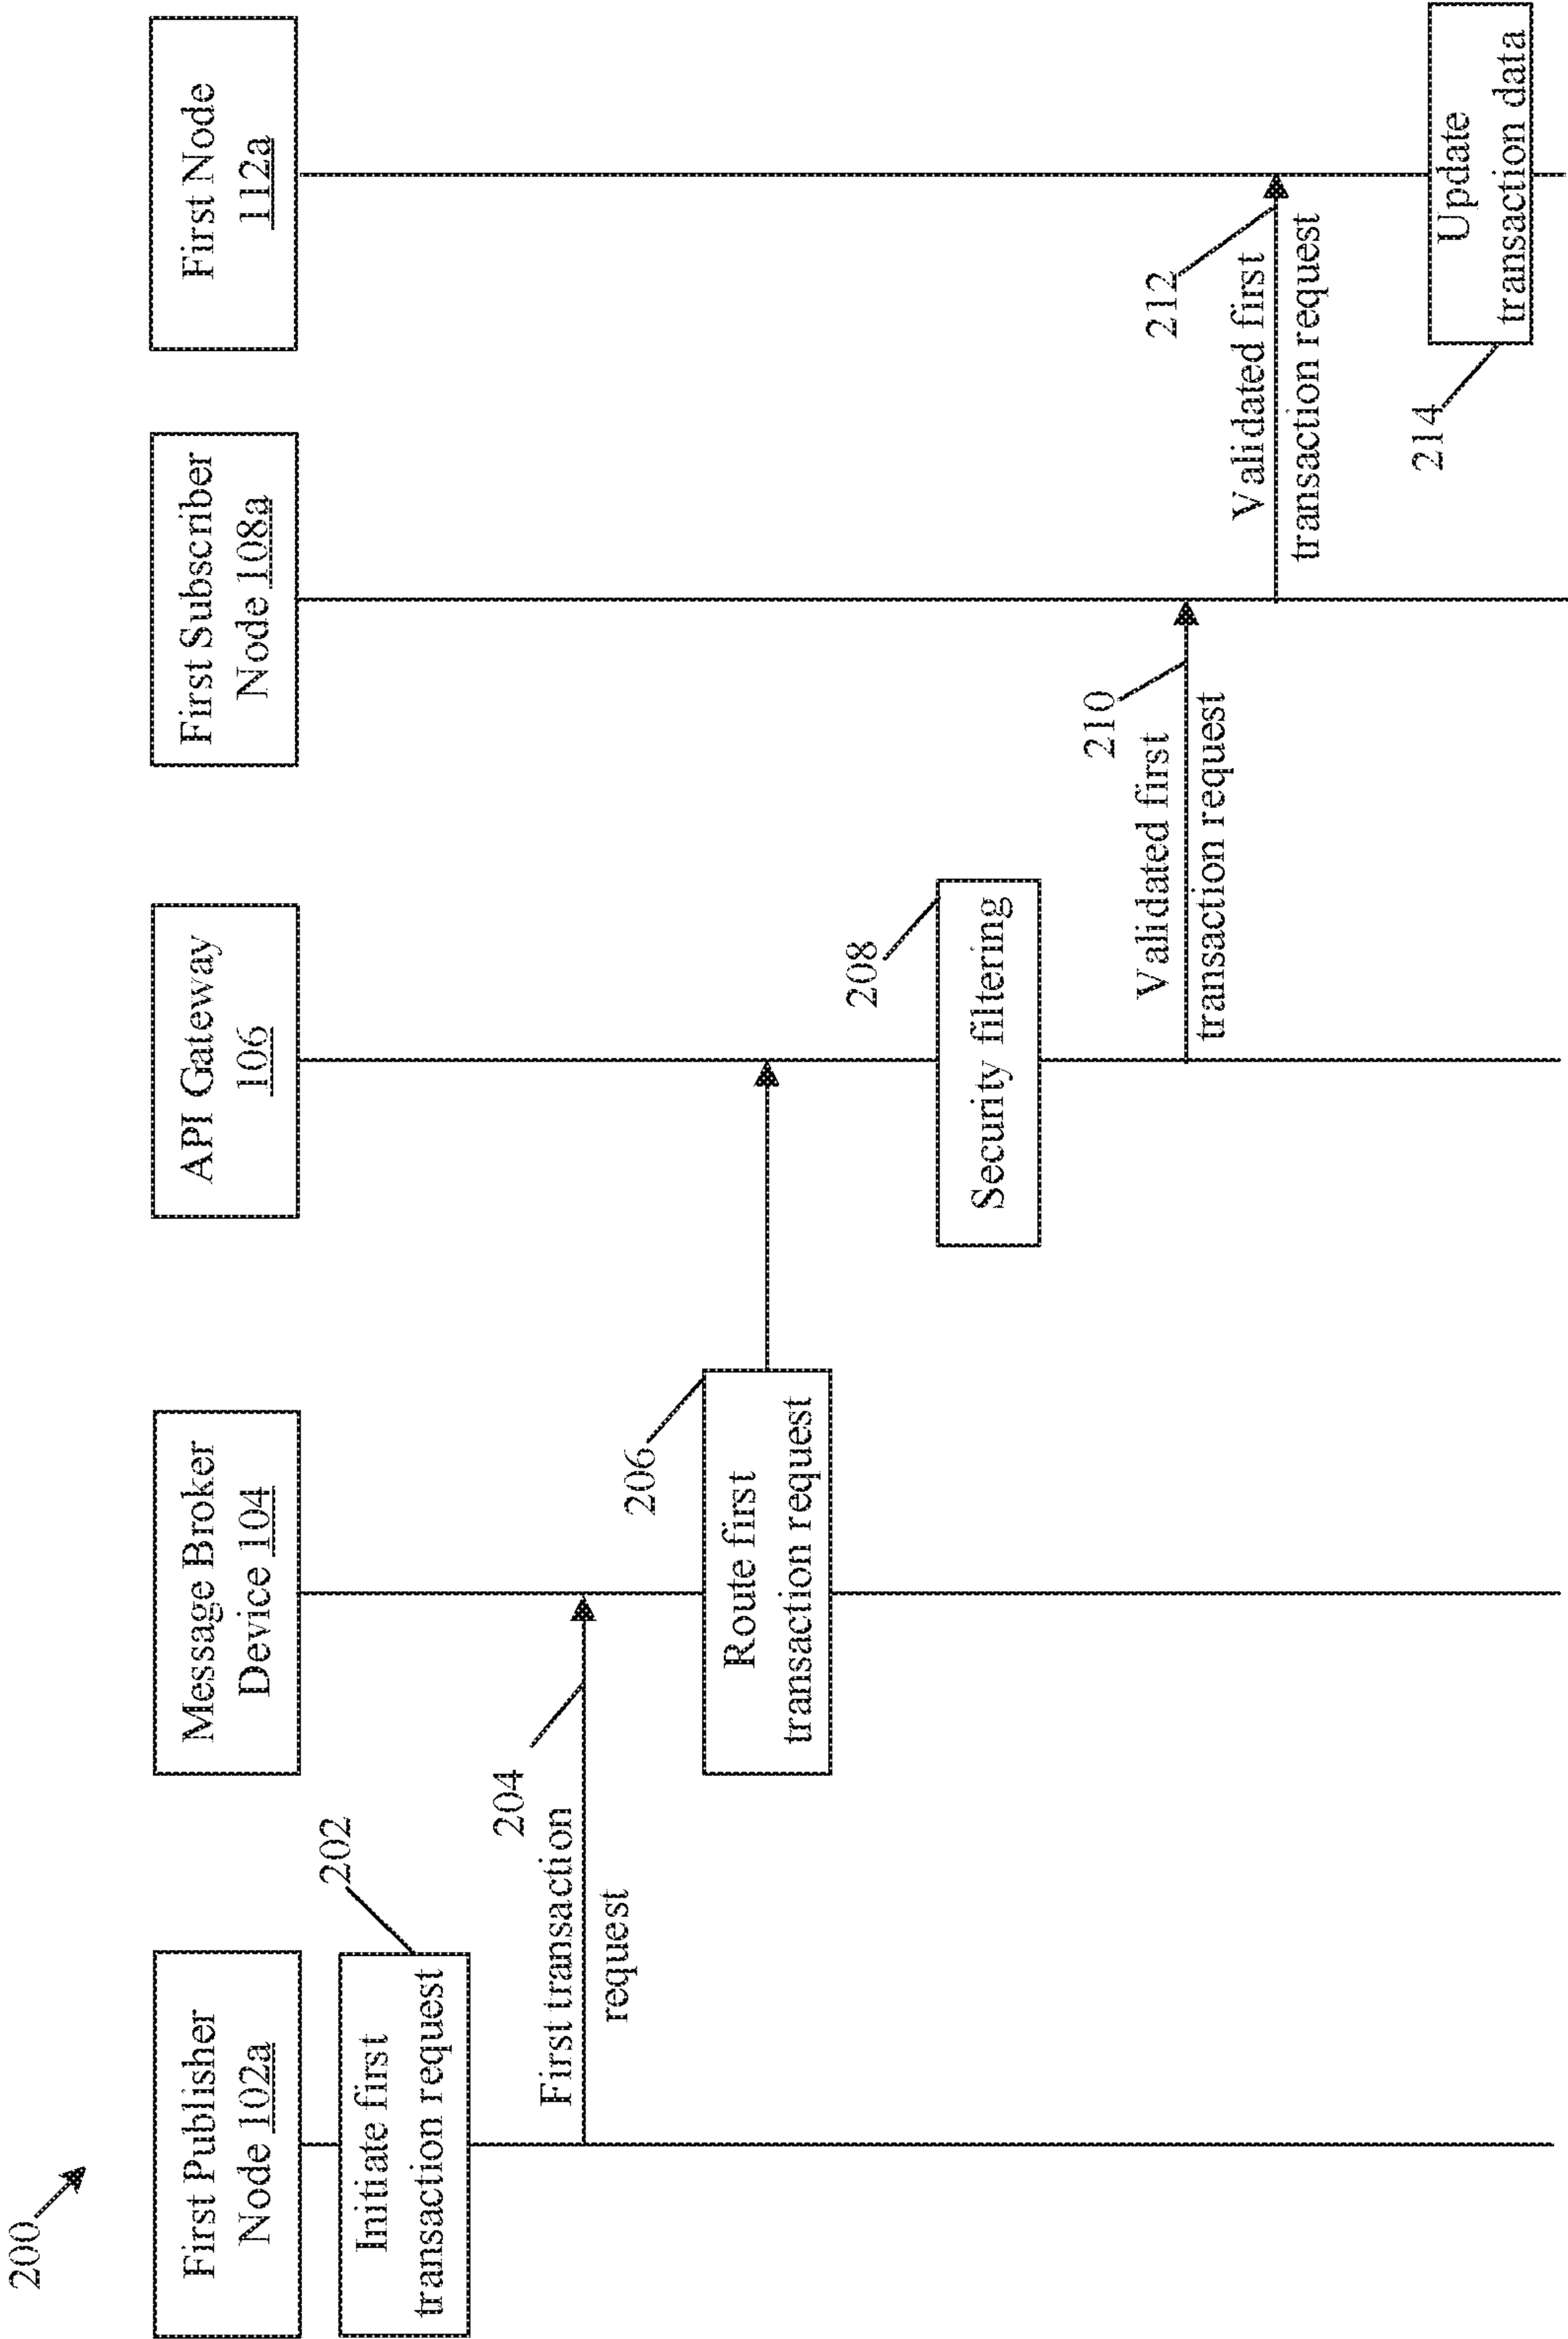 200
First Publisher
Node 102a
Message Broker
Device 104
API Gateway
106
First Subscriber
Node 108a
First Node
112a
202
Initiate first
transaction request
204
First transaction
request
206
Route first
transaction request
208
Security filtering
210
Validated first
transaction request
212
Validated first
transaction request
214
Update
transaction data